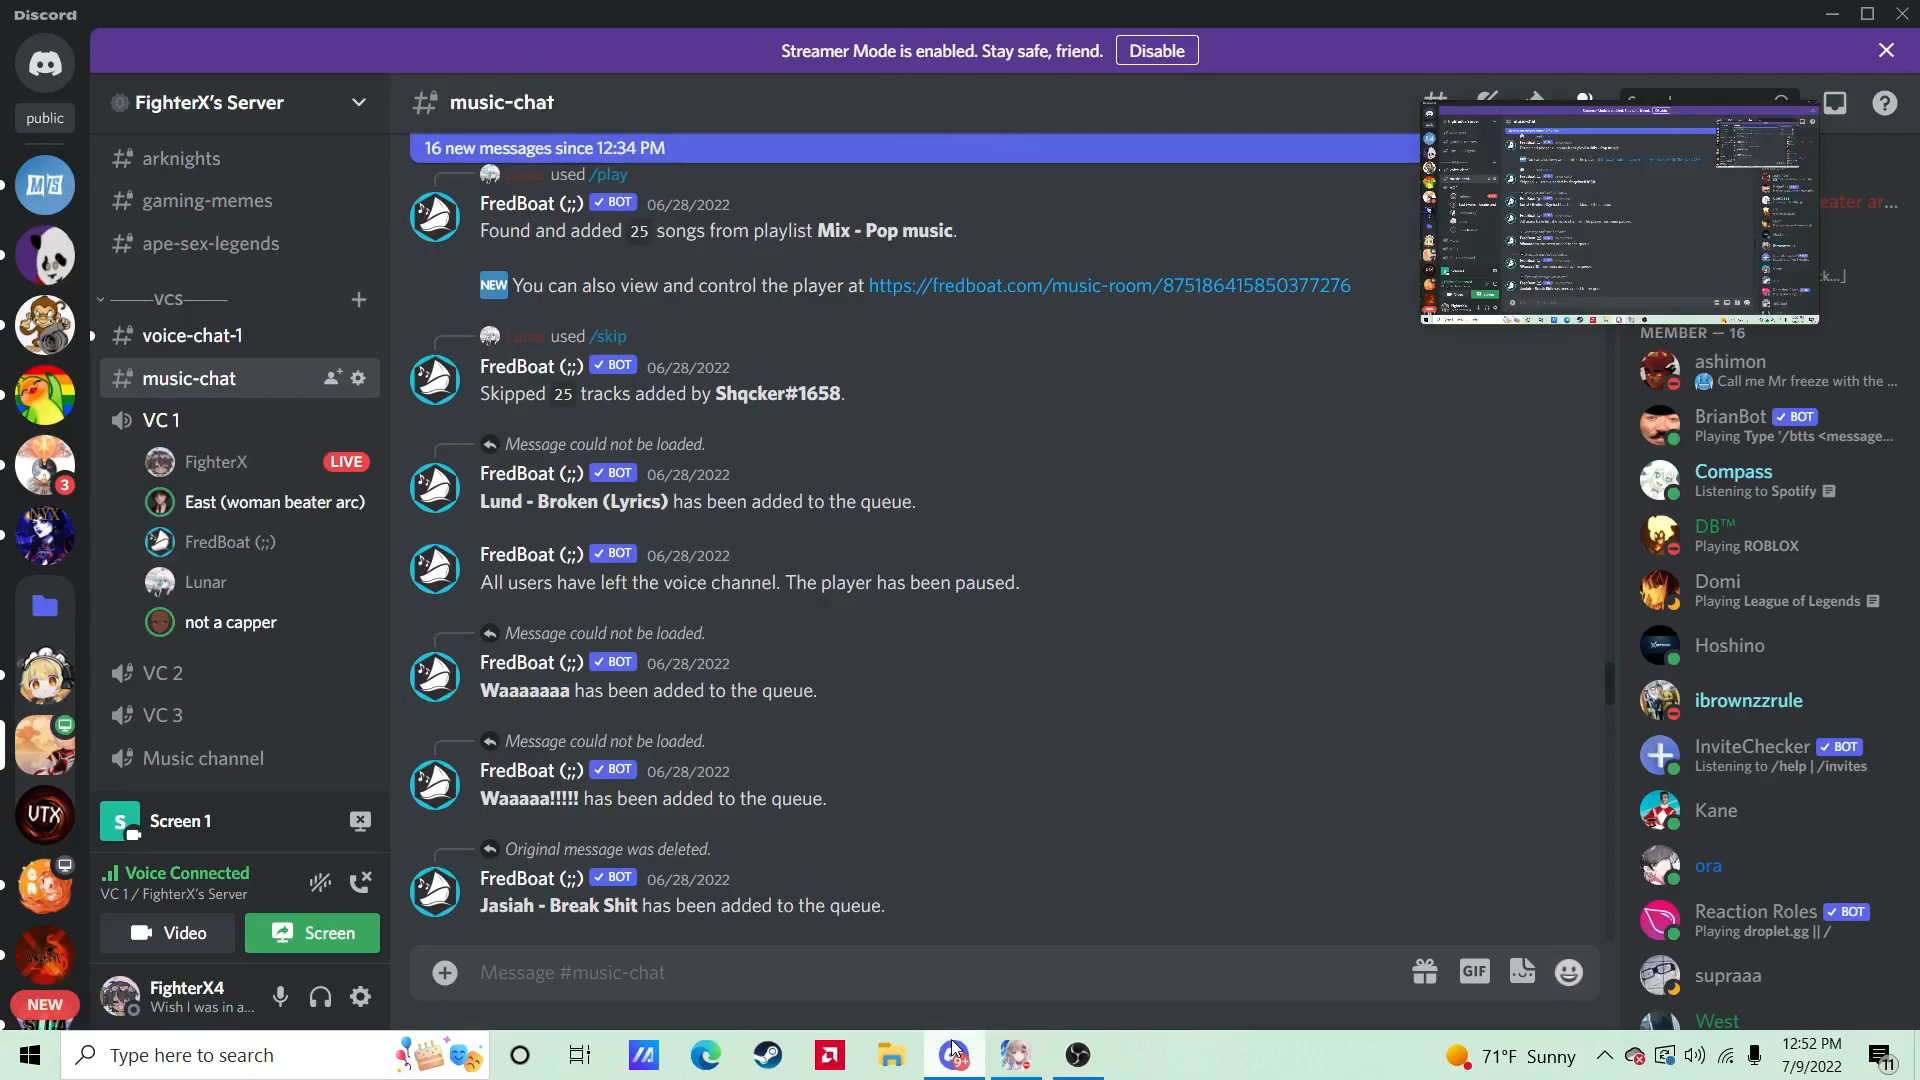 Discord
Streamer Mode is enabled. Stay safe, friend.
Disable
public
FighterX's Server
music-chat
16 new messages since 12:34 PM
arknights
gaming-memes
ape-sex-legends
VCS
voice-chat-1
music-chat
VC 1
FighterX
LIVE
East (woman beater arc)
FredBoat (;;)
Lunar
not a capper
VC 2
VC 3
Music channel
Screen 1
Voice Connected
VC 1 / FighterX's Server
Video
Screen
FighterX4
Wish I was in a...
3
NYX
UTX
NEW
Lunar used /play
FredBoat (;;) BOT 06/28/2022
Found and added 25 songs from playlist Mix - Pop music.
NEW You can also view and control the player at https://fredboat.com/music-room/875186415850377276
Lunar used /skip
FredBoat (;;) BOT 06/28/2022
Skipped 25 tracks added by Shqcker#1658.
Message could not be loaded.
FredBoat (;;) BOT 06/28/2022
Lund - Broken (Lyrics) has been added to the queue.
FredBoat (;;) BOT 06/28/2022
All users have left the voice channel. The player has been paused.
Message could not be loaded.
FredBoat (;;) BOT 06/28/2022
Waaaaaaa has been added to the queue.
Message could not be loaded.
FredBoat (;;) BOT 06/28/2022
Waaaaa!!!!! has been added to the queue.
Original message was deleted.
FredBoat (;;) BOT 06/28/2022
Jasiah - Break Shit has been added to the queue.
Message #music-chat
GIF
eater ar...
k...]
MEMBER — 16
ashimon
Call me Mr freeze with the ...
BrianBot BOT
Playing Type '/btts <message...
Compass
Listening to Spotify
DB™
Playing ROBLOX
Domi
Playing League of Legends
Hoshino
ibrownzzrule
InviteChecker BOT
Listening to /help | /invites
Kane
ora
Reaction Roles BOT
Playing droplet.gg || /
supraaa
West
Type here to search
71°F Sunny
12:52 PM
7/9/2022
11